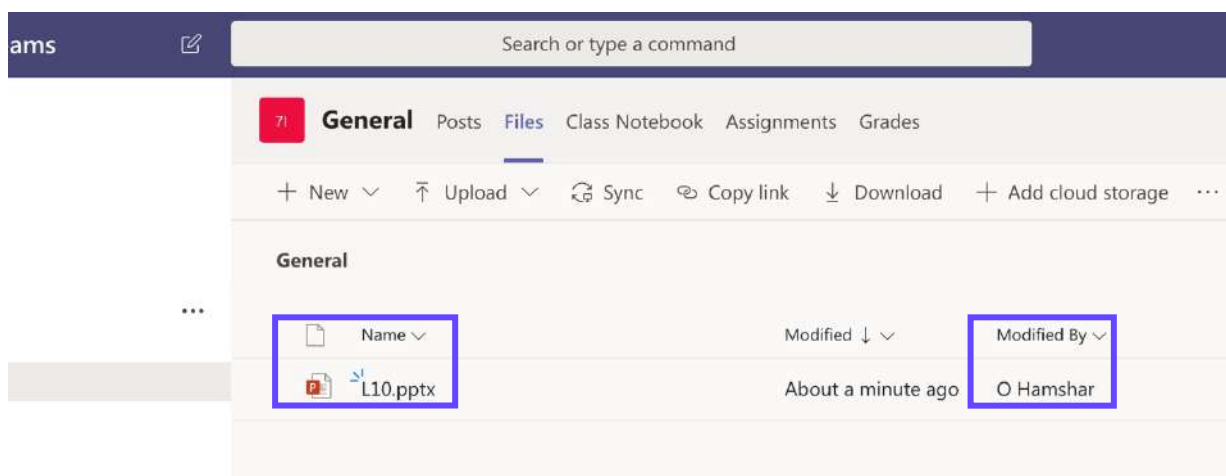 ams Search or type a command
71 General Posts Files Class Notebook Assignments Grades
New Upload Sync Copy link Download Add cloud storage ...
General
...
Name Modified ↓ Modified By
L10.pptx About a minute ago O Hamshar